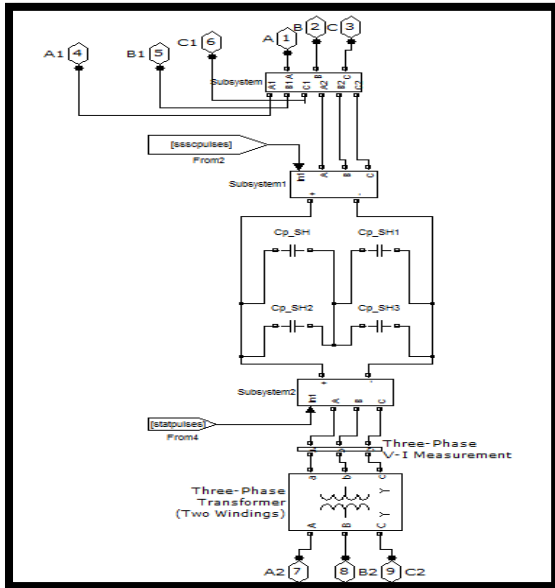 C1 6
A 1
B 2
C 3
A1 4
B1 5
Subsystem
A1 B1 A C1 A2 B B2 C C2
[ssscpulses]
From2
In1 A B C
Subsystem1
+ -
Cp_SH Cp_SH1
Cp_SH2 Cp_SH3
+ -
Subsystem2
In1 A B C
[statpulses]
From4
Three-Phase
V-I Measurement
a b c
Three-Phase
Transformer
(Two Windings)
Y Y
A B C
A2 7
8 B2
9 C2